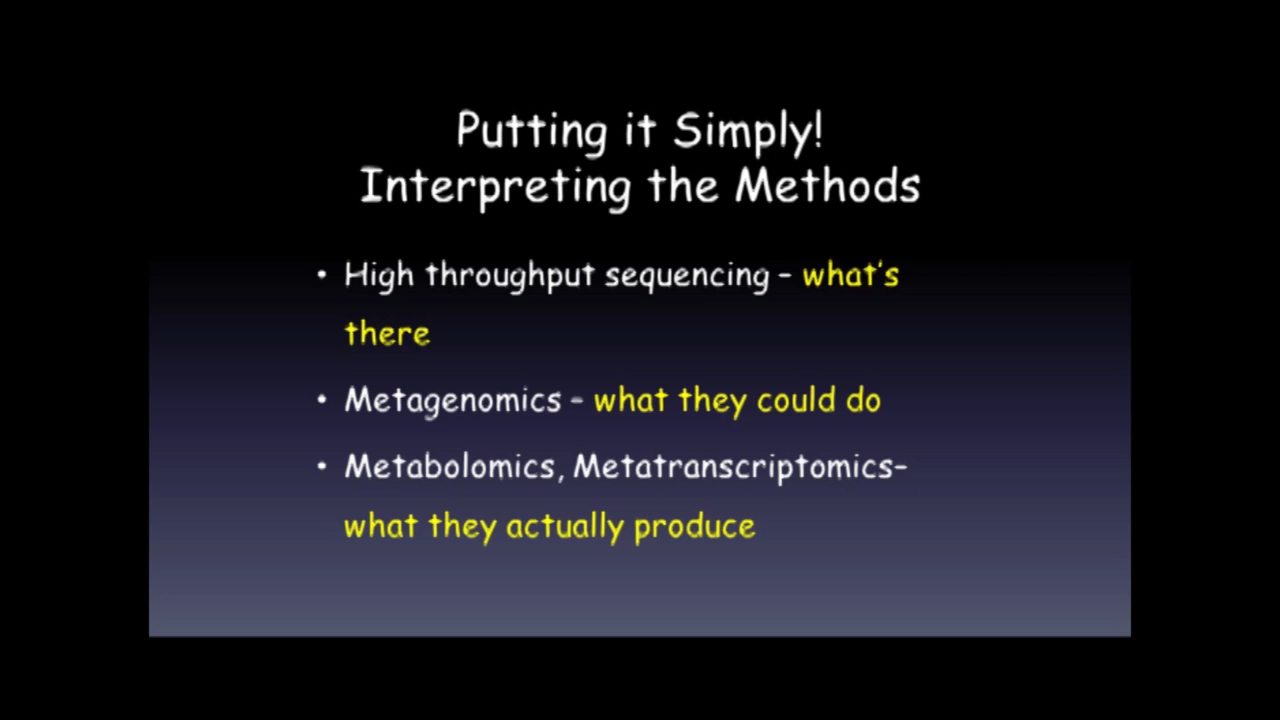 Putting it Simply!
Interpreting the Methods
• High throughput sequencing – what's
there
• Metagenomics – what they could do
• Metabolomics, Metatranscriptomics–
what they actually produce